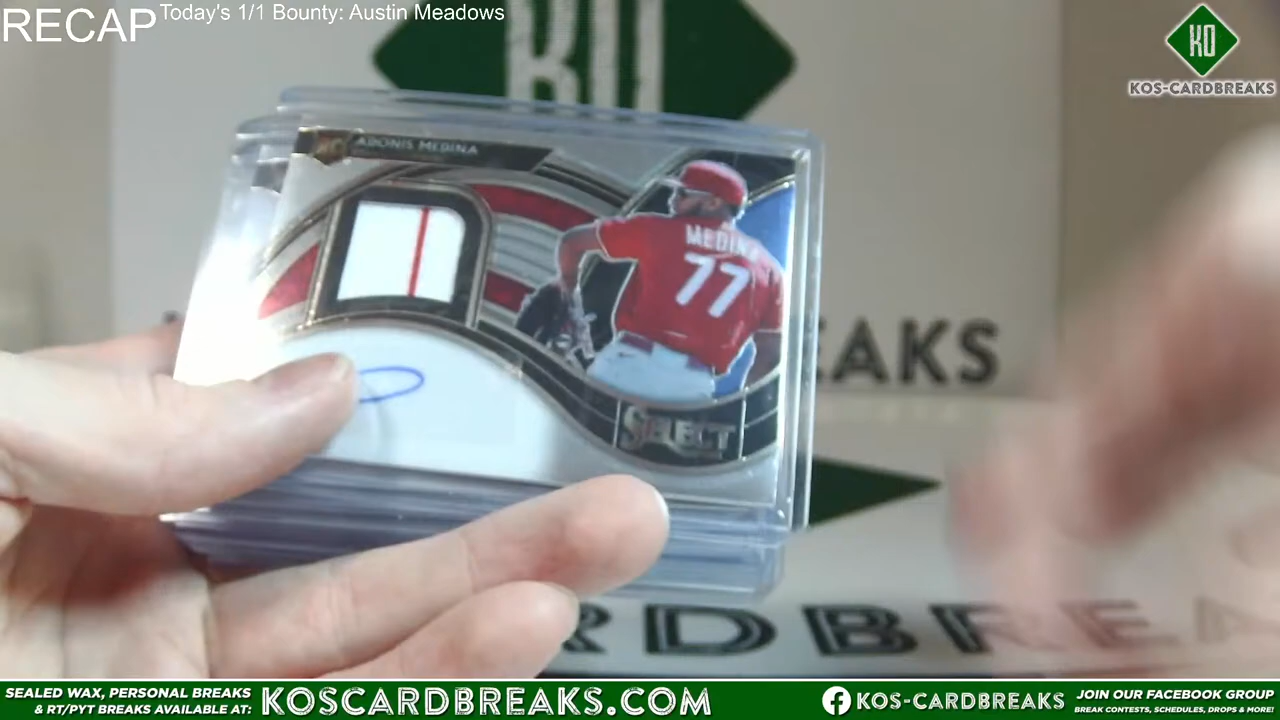 RECAP
Today's 1/1 Bounty: Austin Meadows
KO
KOS-CARDBREAKS
RC ADONIS MEDINA
MEDINA
77
SELECT
EAKS
RDBREA
SEALED WAX, PERSONAL BREAKS
& RT/PYT BREAKS AVAILABLE AT:
KOSCARDBREAKS.COM
KOS-CARDBREAKS
JOIN OUR FACEBOOK GROUP
BREAK CONTESTS, SCHEDULES, DROPS & MORE!